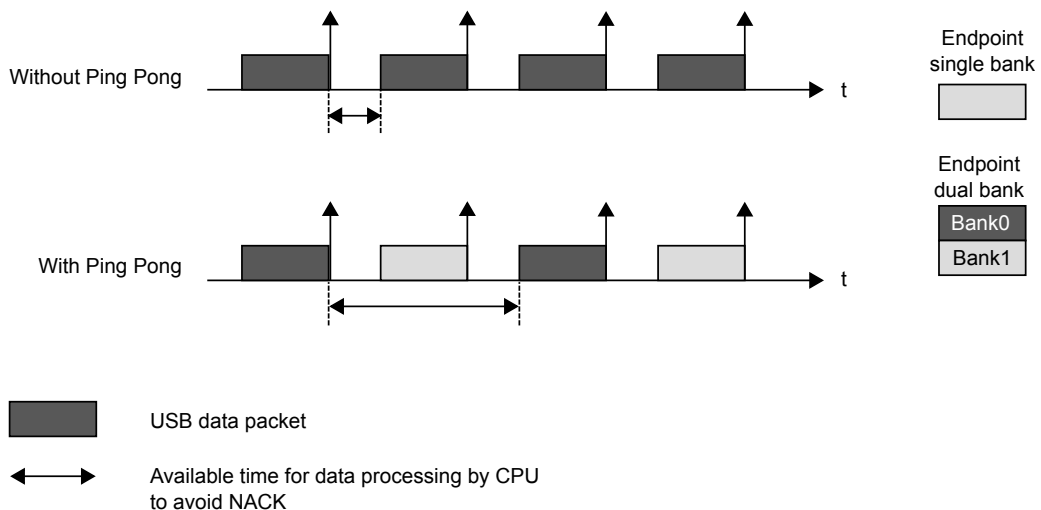 Without Ping Pong
t
Endpoint
single bank
Endpoint
dual bank
Bank0
Bank1
With Ping Pong
t
USB data packet
Available time for data processing by CPU
to avoid NACK